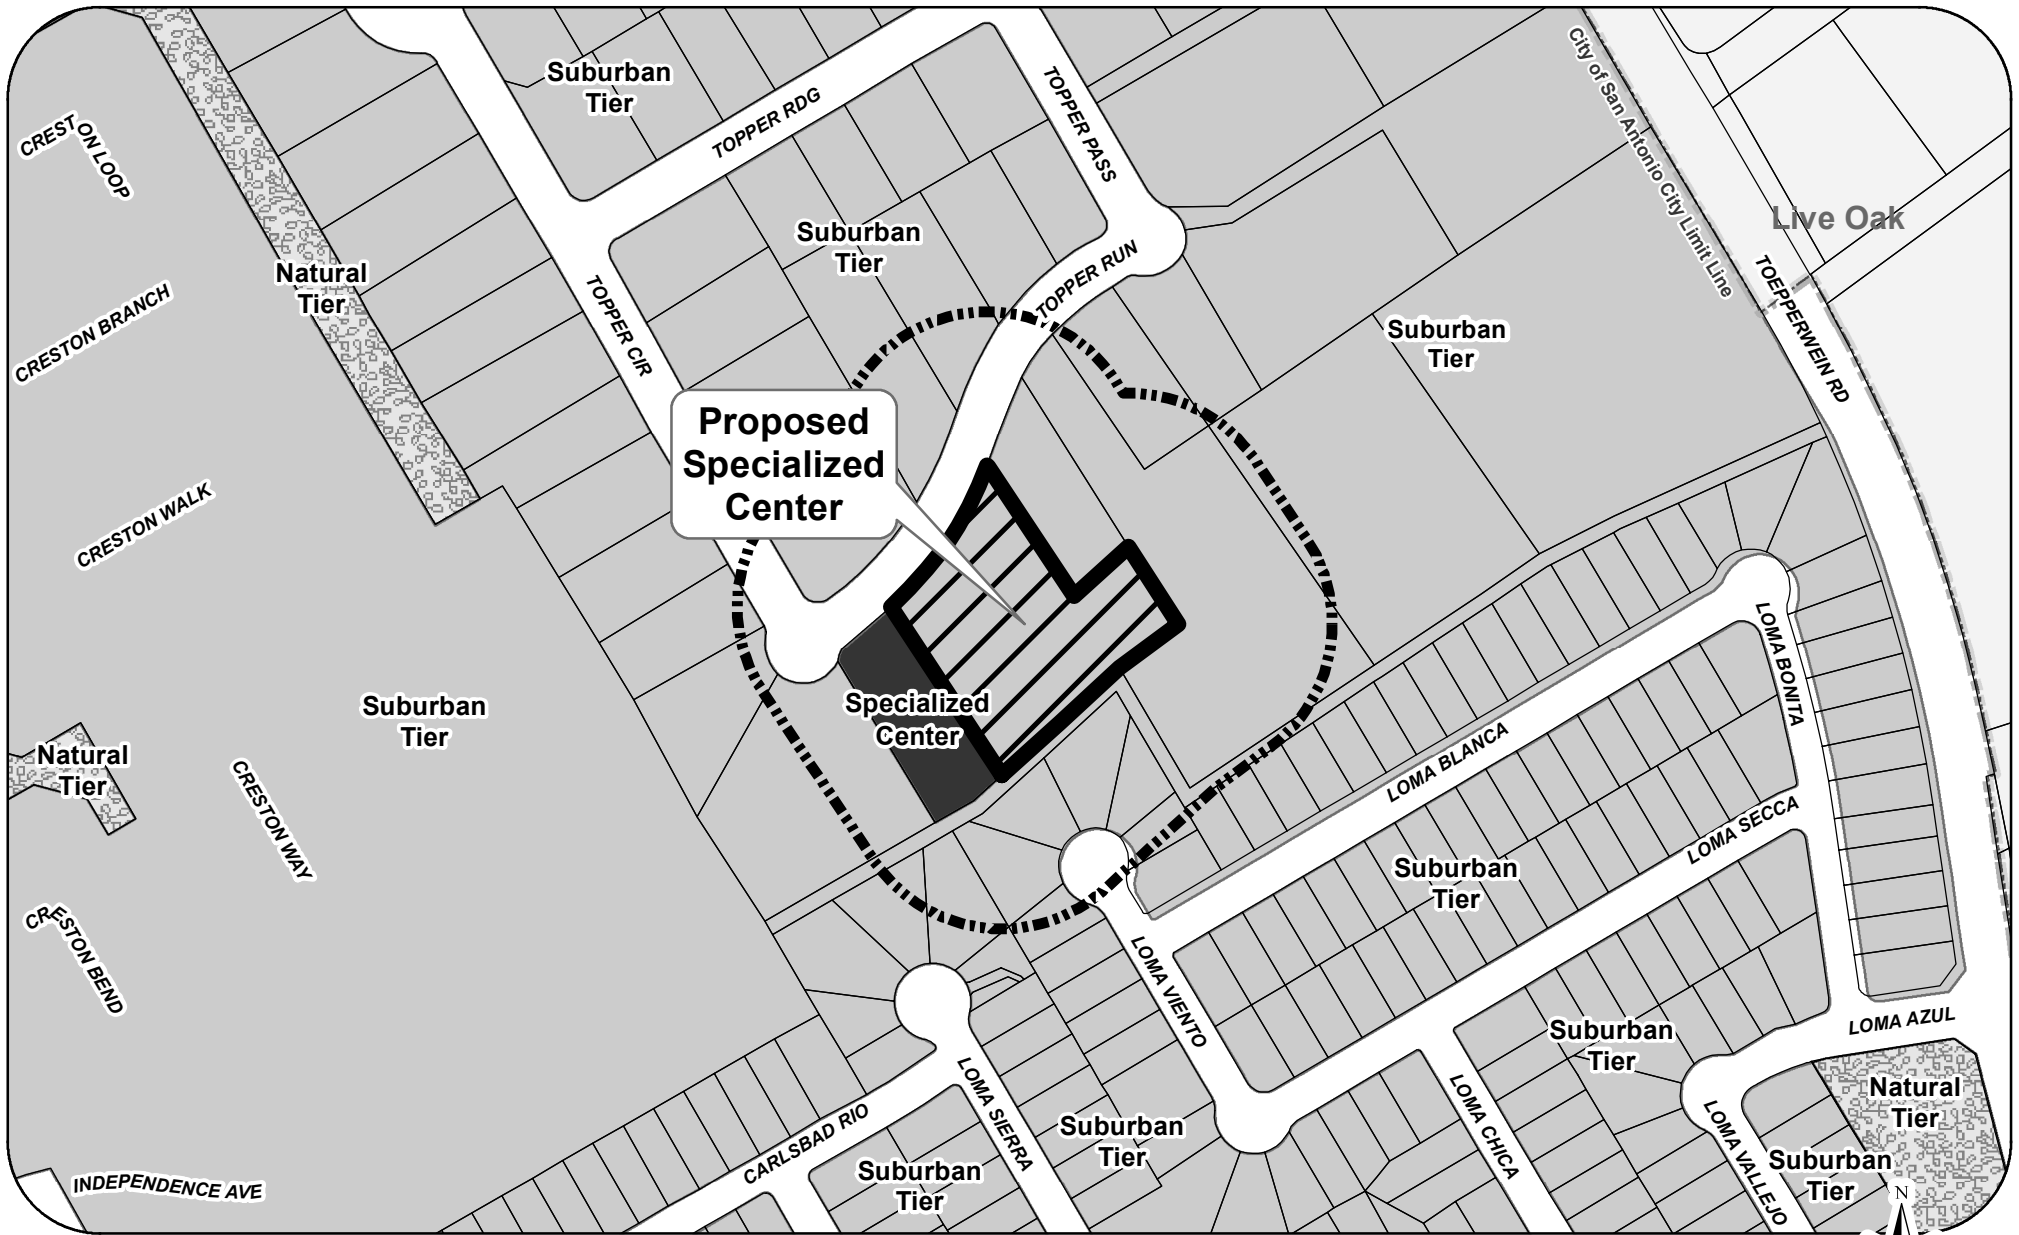 Suburban
Tier
TOPPER RDG
TOPPER PASS
City of San Antonio City Limit Line
CRESTON LOOP
Live Oak
Suburban
Tier
TOPPER RUN
Natural
Tier
TOPPER CIR
CRESTON BRANCH
TOEPPERWEIN RD
Suburban
Tier
Proposed
Specialized
Center
CRESTON WALK
LOMA BONITA
Suburban
Tier
Specialized
Center
Natural
Tier
CRESTON WAY
LOMA BLANCA
LOMA SECCA
Suburban
Tier
CRESTON BEND
LOMA VIENTO
Suburban
Tier
LOMA AZUL
LOMA SIERRA
LOMA CHICA
Natural
Tier
CARLSBAD RIO
Suburban
Tier
LOMA VALLEJO
Suburban
Tier
Suburban
Tier
INDEPENDENCE AVE
N